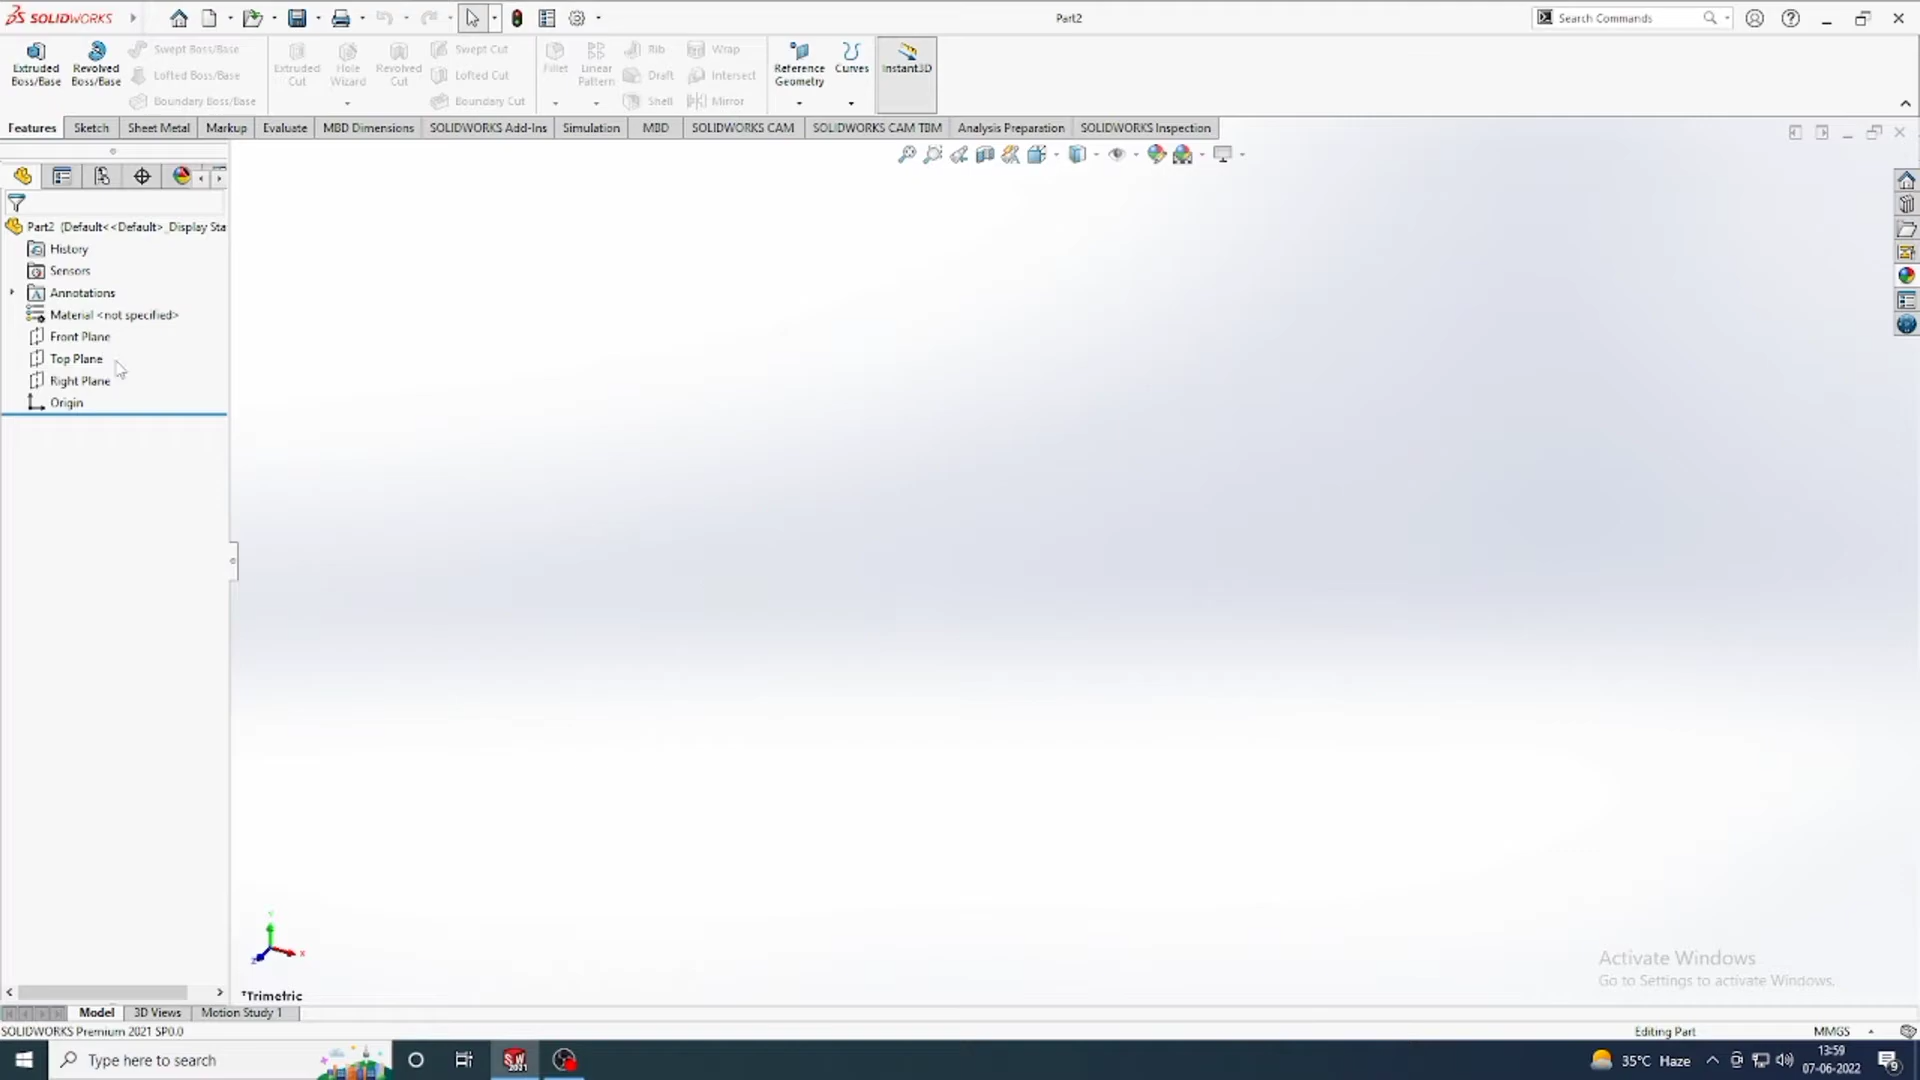 SOLIDWORKS
Part2
Search Commands
Extruded Boss/Base
Revolved Boss/Base
Swept Boss/Base
Lofted Boss/Base
Boundary Boss/Base
Extruded Cut
Hole Wizard
Revolved Cut
Swept Cut
Lofted Cut
Boundary Cut
Fillet
Linear Pattern
Rib
Draft
Shell
Wrap
Intersect
Mirror
Reference Geometry
Curves
Instant3D
Features
Sketch
Sheet Metal
Markup
Evaluate
MBD Dimensions
SOLIDWORKS Add-Ins
Simulation
MBD
SOLIDWORKS CAM
SOLIDWORKS CAM TBM
Analysis Preparation
SOLIDWORKS Inspection
Part2 (Default<<Default>_Display Sta
History
Sensors
Annotations
Material <not specified>
Front Plane
Top Plane
Right Plane
Origin
*Trimetric
Activate Windows
Go to Settings to activate Windows.
Model
3D Views
Motion Study 1
SOLIDWORKS Premium 2021 SP0.0
Editing Part
MMGS
Type here to search
35°C Haze
13:59
07-06-2022